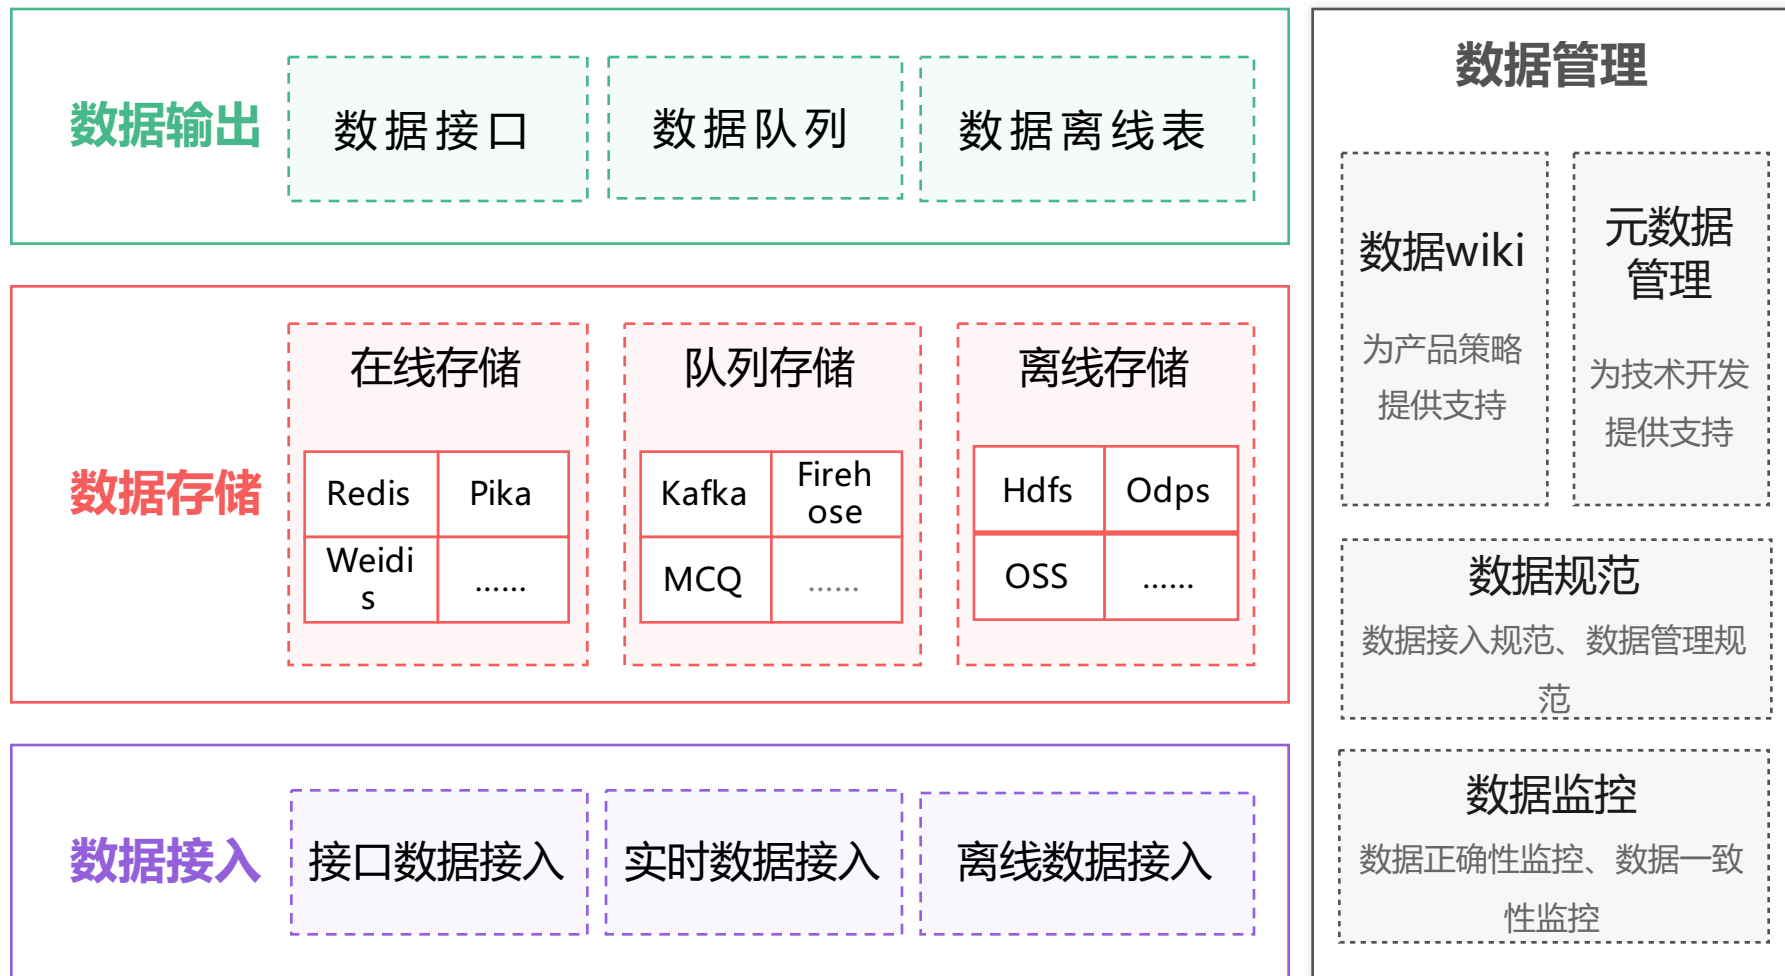 数据输出
数据接口
数据队列
数据离线表
数据存储
在线存储
Redis
Pika
Weidi
s
……
队列存储
Kafka
Fireh
ose
MCQ
……
离线存储
Hdfs
Odps
OSS
……
数据接入
接口数据接入
实时数据接入
离线数据接入
数据管理
数据wiki
为产品策略
提供支持
元数据
管理
为技术开发
提供支持
数据规范
数据接入规范、数据管理规
范
数据监控
数据正确性监控、数据一致
性监控